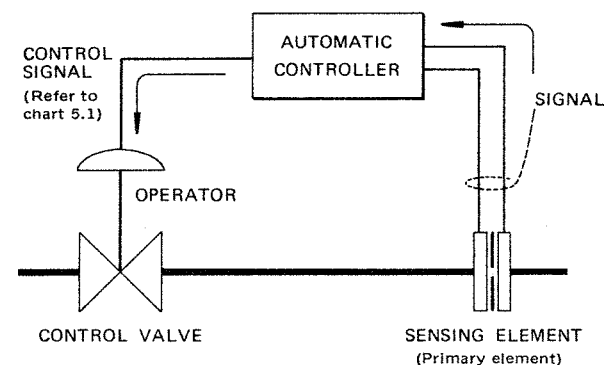 AUTOMATIC
CONTROLLER
CONTROL
SIGNAL
(Refer to
chart 5.1)
SIGNAL
OPERATOR
CONTROL VALVE
SENSING ELEMENT
(Primary element)